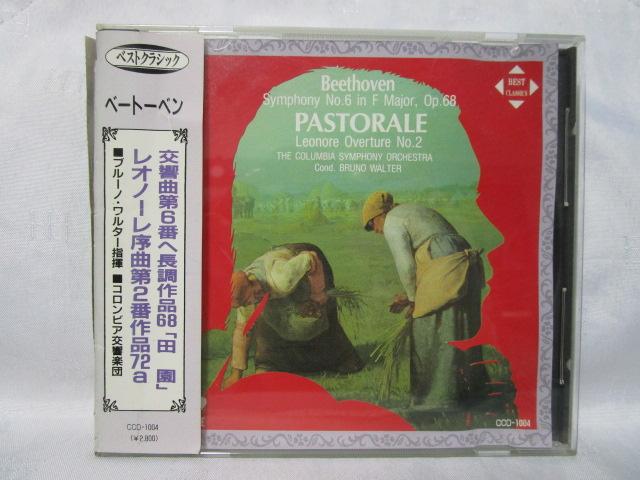 ベストクラシック
ベートーベン
交響曲第6番ヘ長調作品68「田園」
レオノーレ序曲第2番作品72a
■ブルーノ・ワルター指揮 ■コロンビア交響楽団
CCD-1004
(¥2,800)
Beethoven
Symphony No.6 in F Major, Op.68
PASTORALE
Leonore Overture No.2
THE COLUMBIA SYMPHONY ORCHESTRA
Cond. BRUNO WALTER
BEST
CLASSICS
CCD-1004